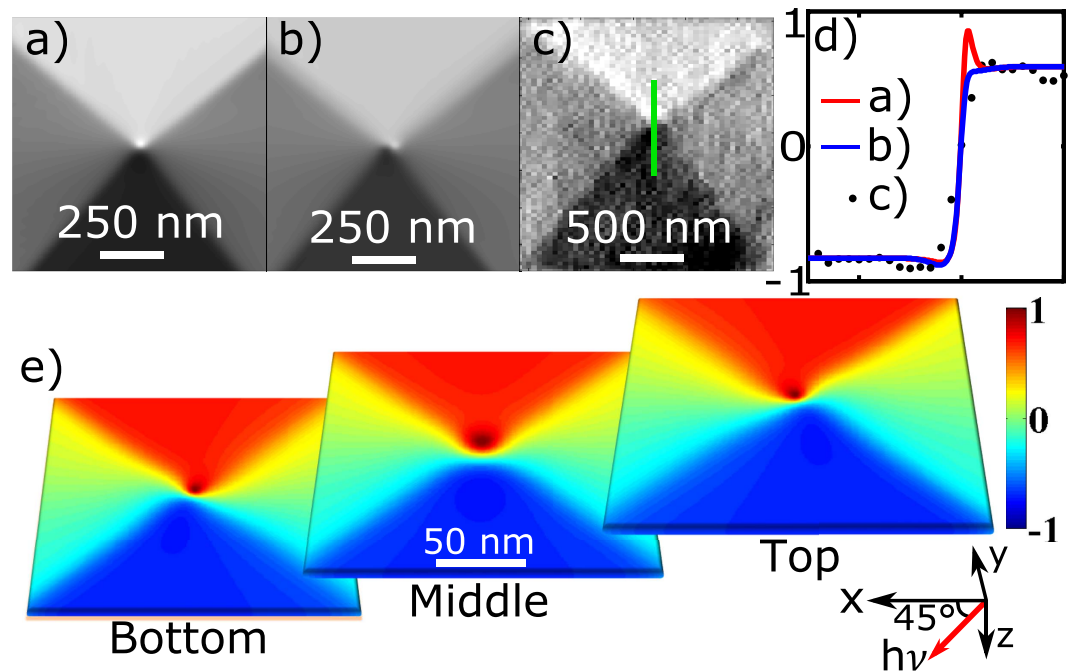 a)
b)
c)
d)
250 nm
250 nm
500 nm
1
0
-1
a)
b)
c)
e)
Bottom
50 nm
Middle
Top
1
0
-1
y
x
45°
z
hν